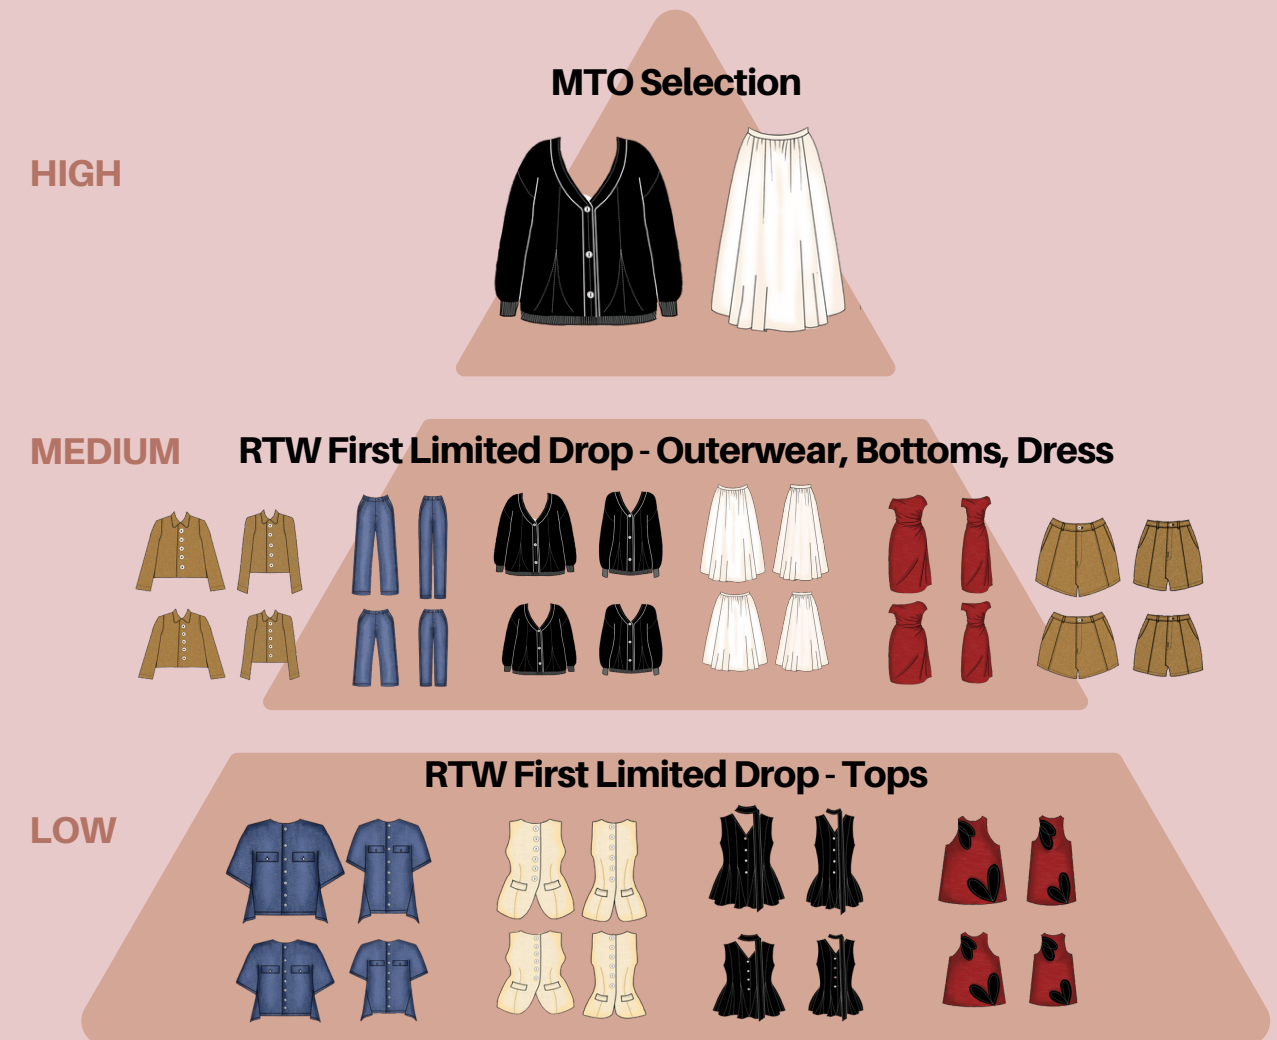 MTO Selection
HIGH
MEDIUM
RTW First Limited Drop - Outerwear, Bottoms, Dress
RTW First Limited Drop - Tops
LOW